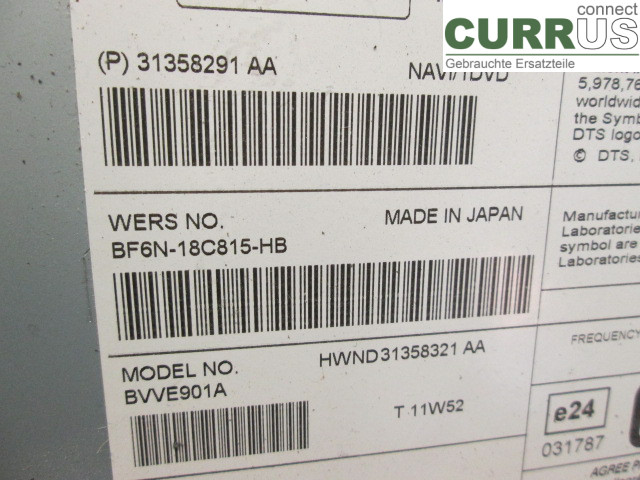 connect
CURRUS
Gebrauchte Ersatzteile
(P) 31358291 AA
NAVI/1DVD
5,978,76
worldwid
the Symb
DTS logo
© DTS,
WERS NO.
MADE IN JAPAN
BF6N-18C815-HB
Manufactu
Laboratorie
symbol are
Laboratories
MODEL NO.
HWND31358321 AA
BVVE901A
T 11W52
FREQUENCY
e24
031787
AGREE P